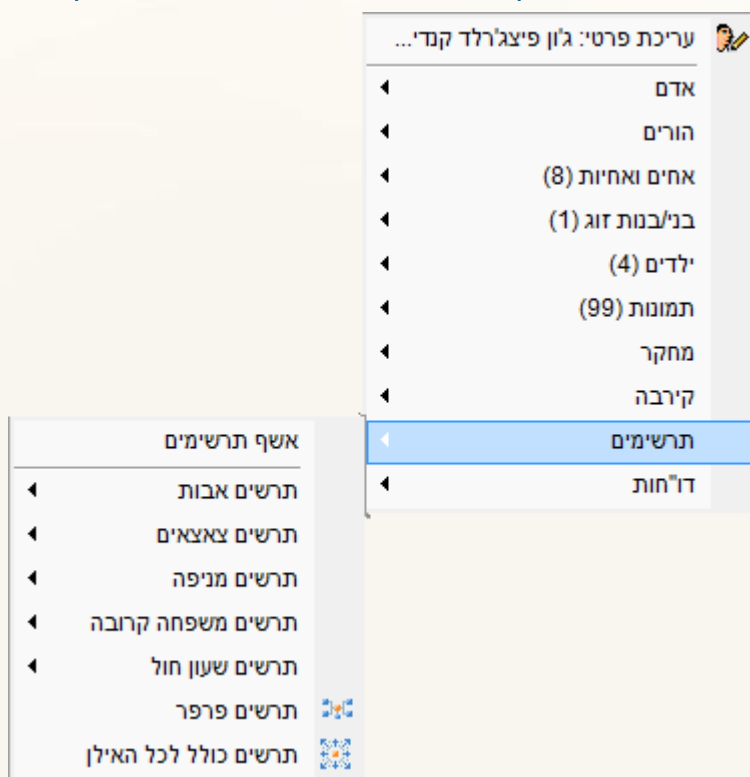 עריכת פרטי: ג'ון פיצג'רלד קנדי...
אדם
הורים
אחים ואחיות (8)
בני/בנות זוג (1)
ילדים (4)
תמונות (99)
מחקר
קירבה
תרשימים
דו"חות
אשף תרשימים
תרשים אבות
תרשים צאצאים
תרשים מניפה
תרשים משפחה קרובה
תרשים שעון חול
תרשים פרפר
תרשים כולל לכל האילן